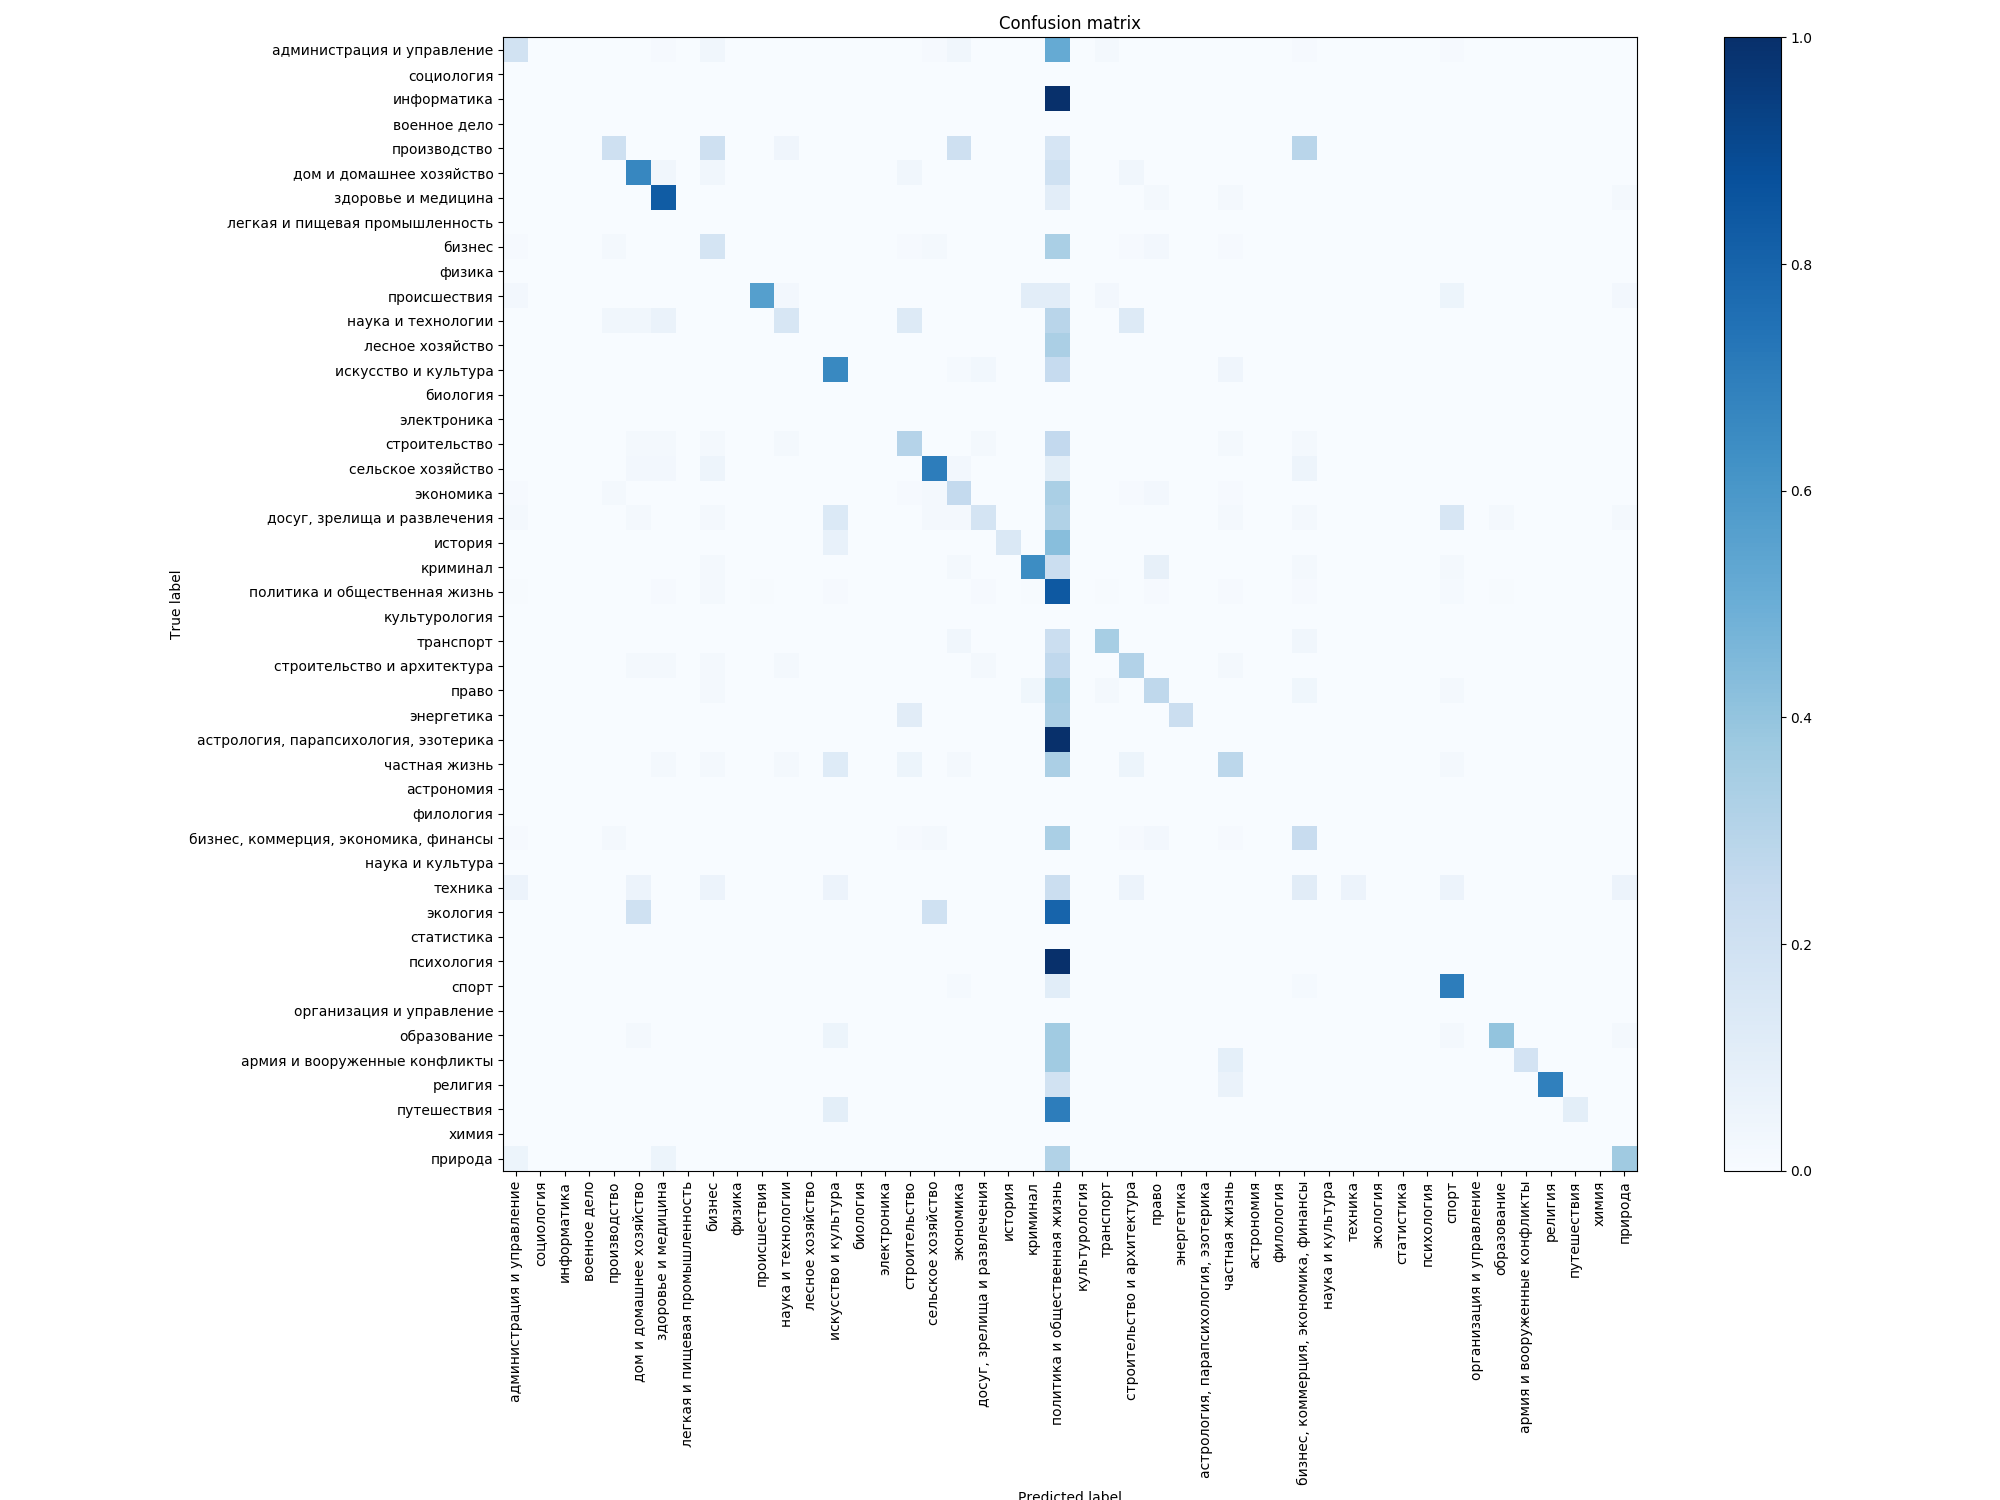 Confusion matrix
администрация и управление
социология
информатика
военное дело
производство
дом и домашнее хозяйство
здоровье и медицина
легкая и пищевая промышленность
бизнес
физика
происшествия
наука и технологии
лесное хозяйство
искусство и культура
биология
электроника
строительство
сельское хозяйство
экономика
досуг, зрелища и развлечения
история
криминал
политика и общественная жизнь
культурология
транспорт
строительство и архитектура
право
энергетика
астрология, парапсихология, эзотерика
частная жизнь
астрономия
филология
бизнес, коммерция, экономика, финансы
наука и культура
техника
экология
статистика
психология
спорт
организация и управление
образование
армия и вооруженные конфликты
религия
путешествия
химия
природа
True label
администрация и управление
социология
информатика
военное дело
производство
дом и домашнее хозяйство
здоровье и медицина
легкая и пищевая промышленность
бизнес
физика
происшествия
наука и технологии
лесное хозяйство
искусство и культура
биология
электроника
строительство
сельское хозяйство
экономика
досуг, зрелища и развлечения
история
криминал
политика и общественная жизнь
культурология
транспорт
строительство и архитектура
право
энергетика
астрология, парапсихология, эзотерика
частная жизнь
астрономия
филология
бизнес, коммерция, экономика, финансы
наука и культура
техника
экология
статистика
психология
спорт
организация и управление
образование
армия и вооруженные конфликты
религия
путешествия
химия
природа
Predicted label
1.0
0.8
0.6
0.4
0.2
0.0